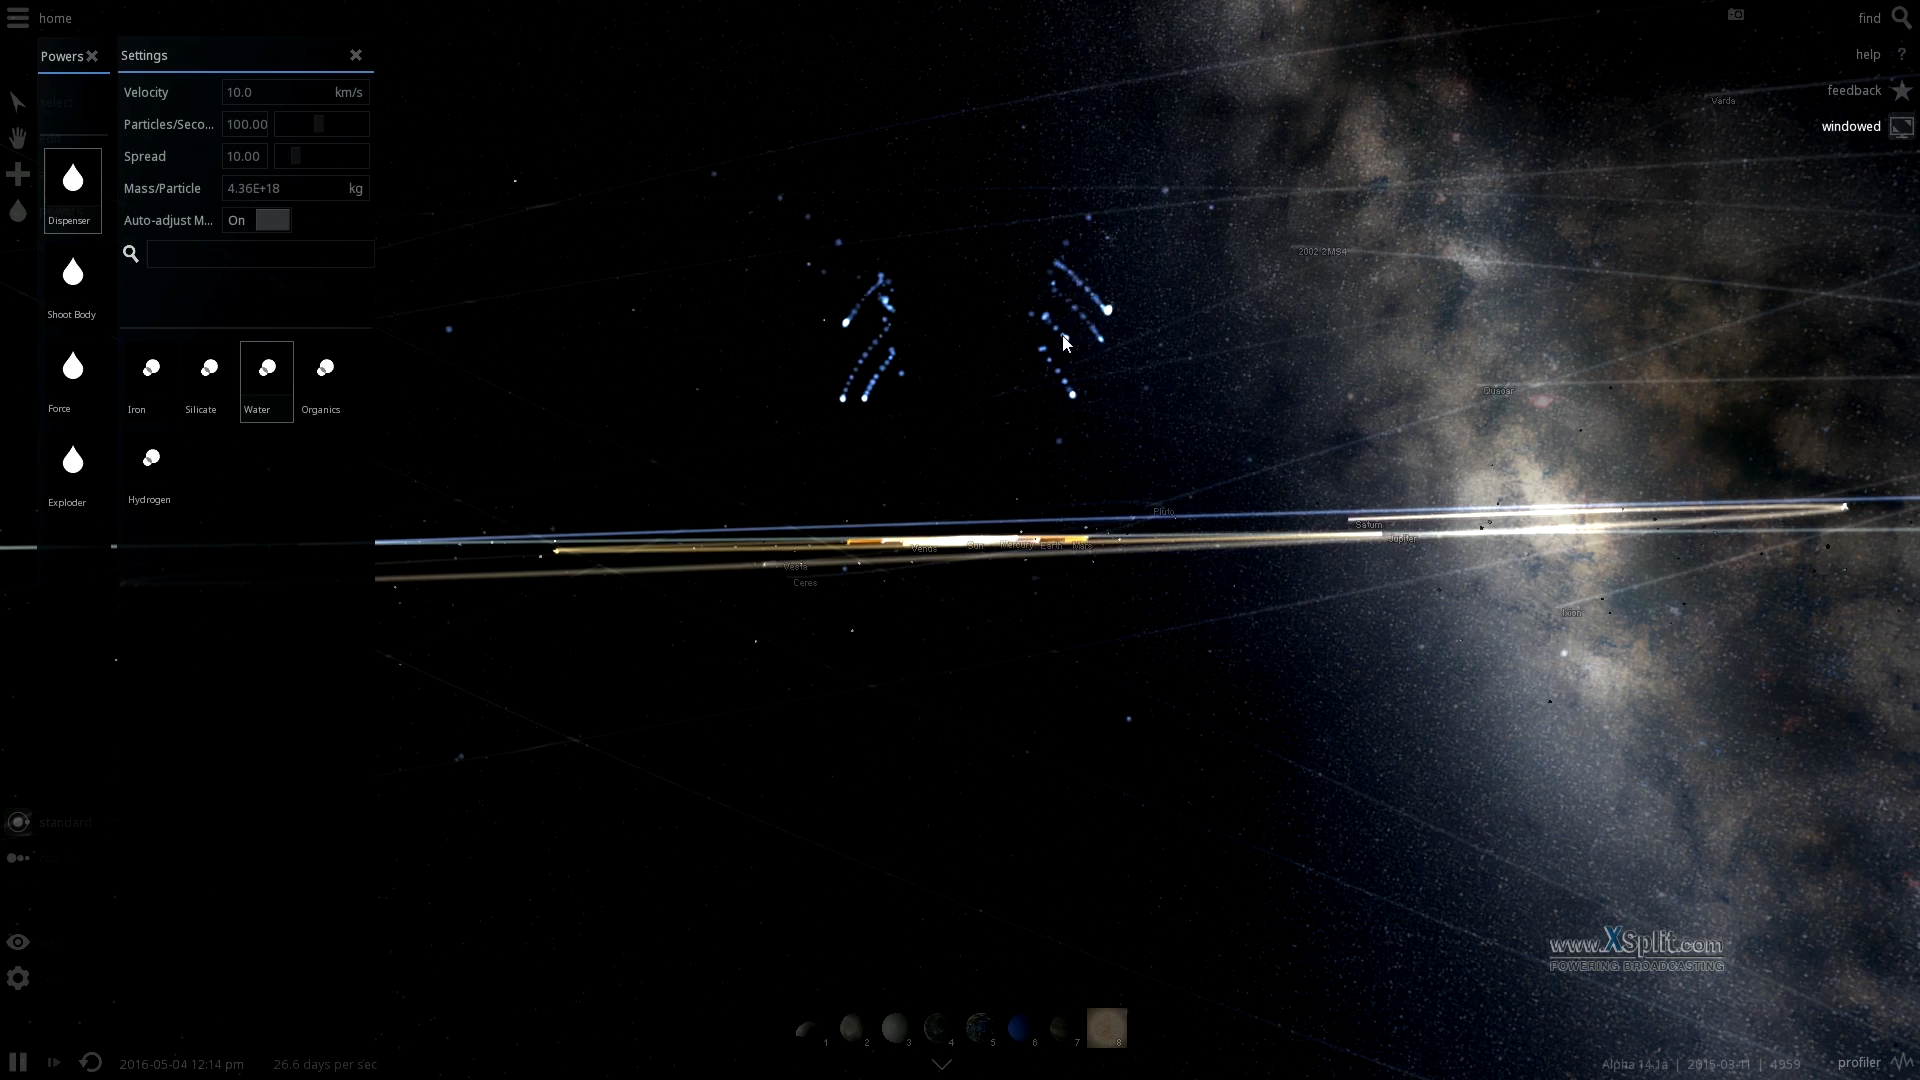 home
find
Powers
Settings
help
Velocity 10.0 km/s
feedback
select
Varda
Particles/Seco... 100.00
windowed
Spread 10.00
Mass/Particle 4.36E+18 kg
Dispenser
Auto-adjust M... On
2002 2MS4
Shoot Body
Quaoar
Force
Iron Silicate Water Organics
Exploder
Hydrogen
Pluto
Saturn
Jupiter
Venus Sun Mercury Earth Mars
Vesta
Ceres
Ixion
standard
www.XSplit.com
POWERING BROADCASTING
1 2 3 4 5 6 7 8
2016-05-04 12:14 pm 26.6 days per sec
Alpha 14.1a | 2015-03-11 | 4959 profiler